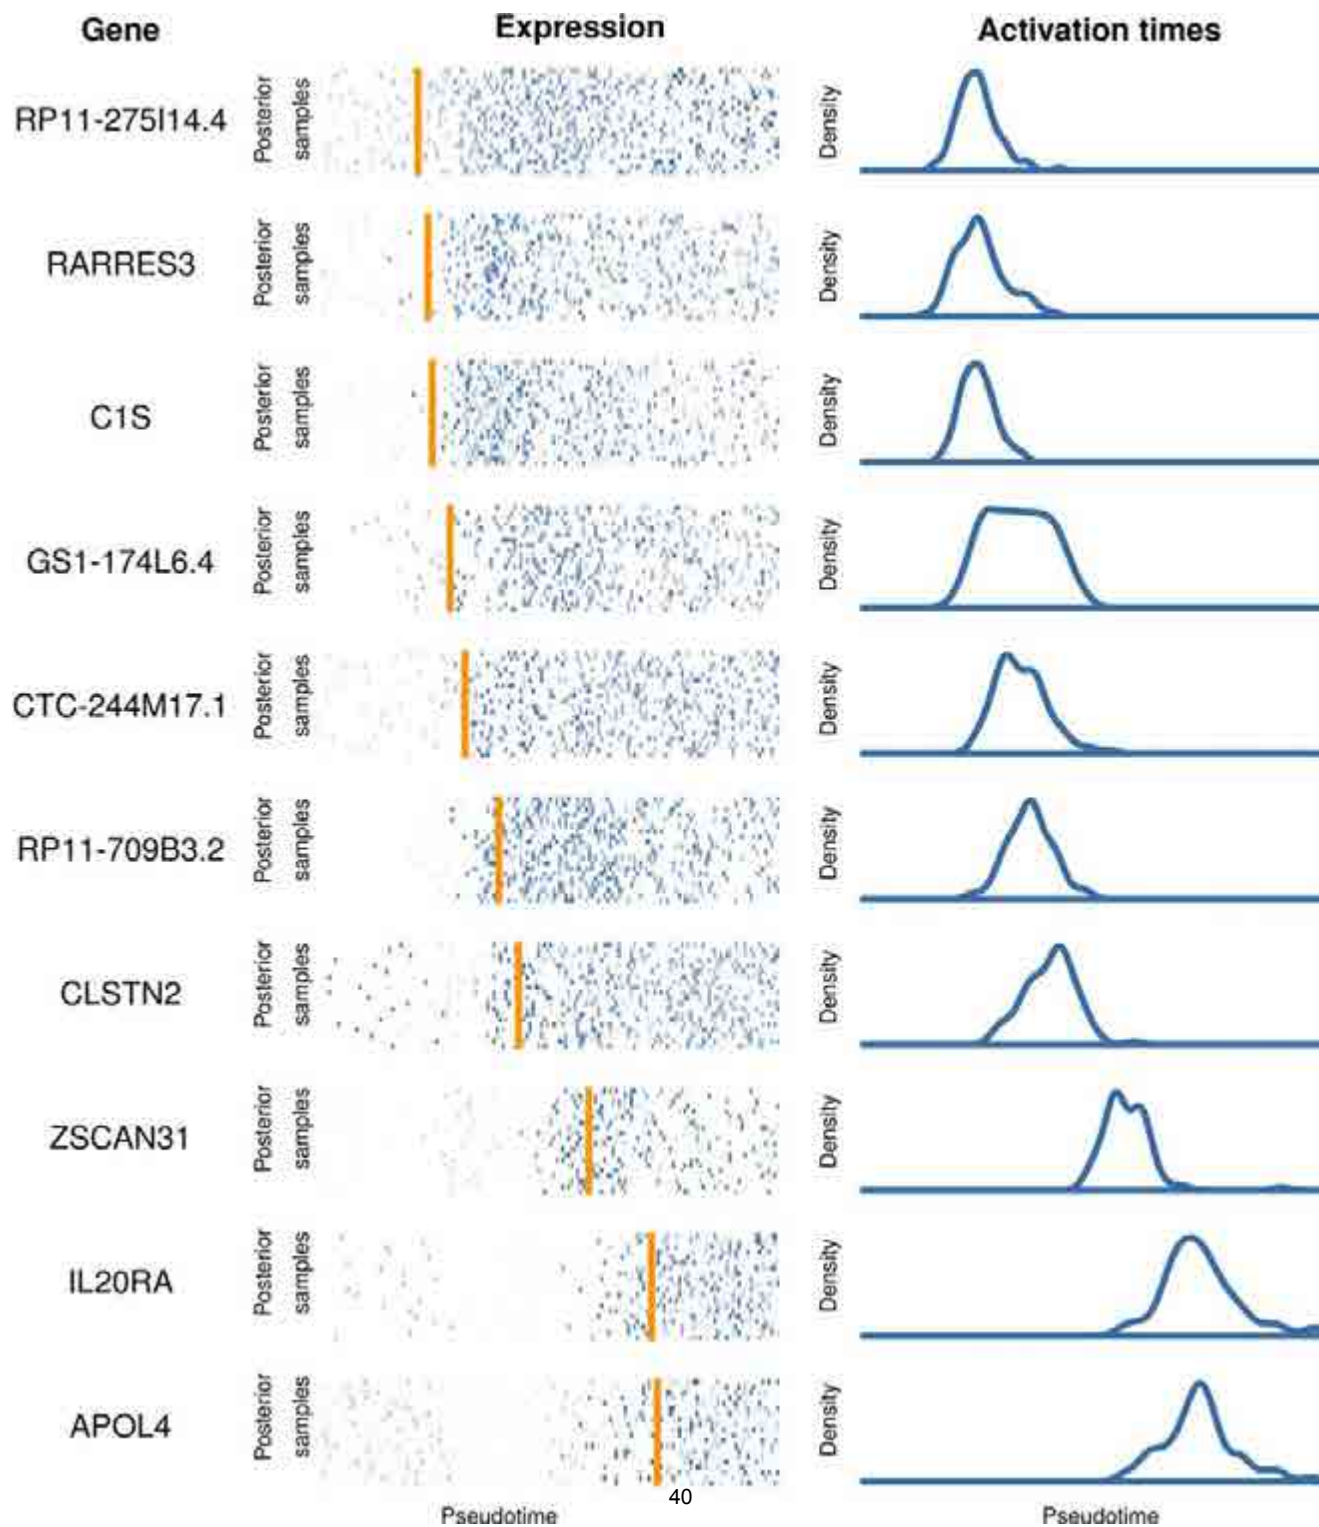 Gene Expression Activation times
RP11-275I14.4 Posterior samples Density
RARRES3 Posterior samples Density
C1S Posterior samples Density
GS1-174L6.4 Posterior samples Density
CTC-244M17.1 Posterior samples Density
RP11-709B3.2 Posterior samples Density
CLSTN2 Posterior samples Density
ZSCAN31 Posterior samples Density
IL20RA Posterior samples Density
APOL4 Posterior samples Density
40
Pseudotime Pseudotime